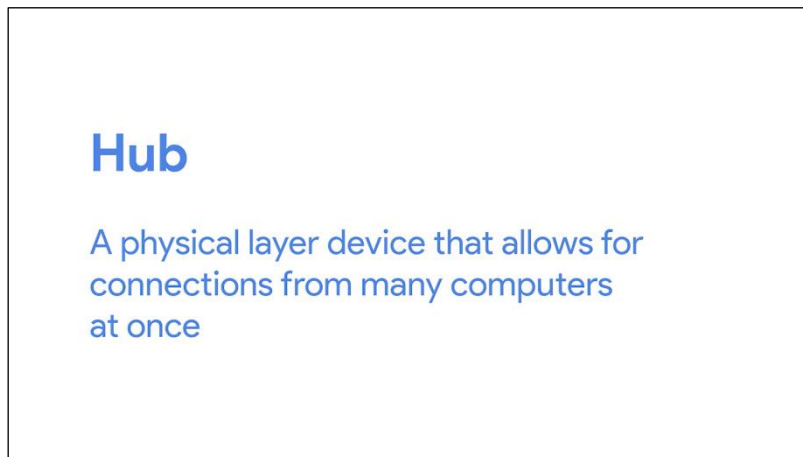 Hub
A physical layer device that allows for
connections from many computers
at once